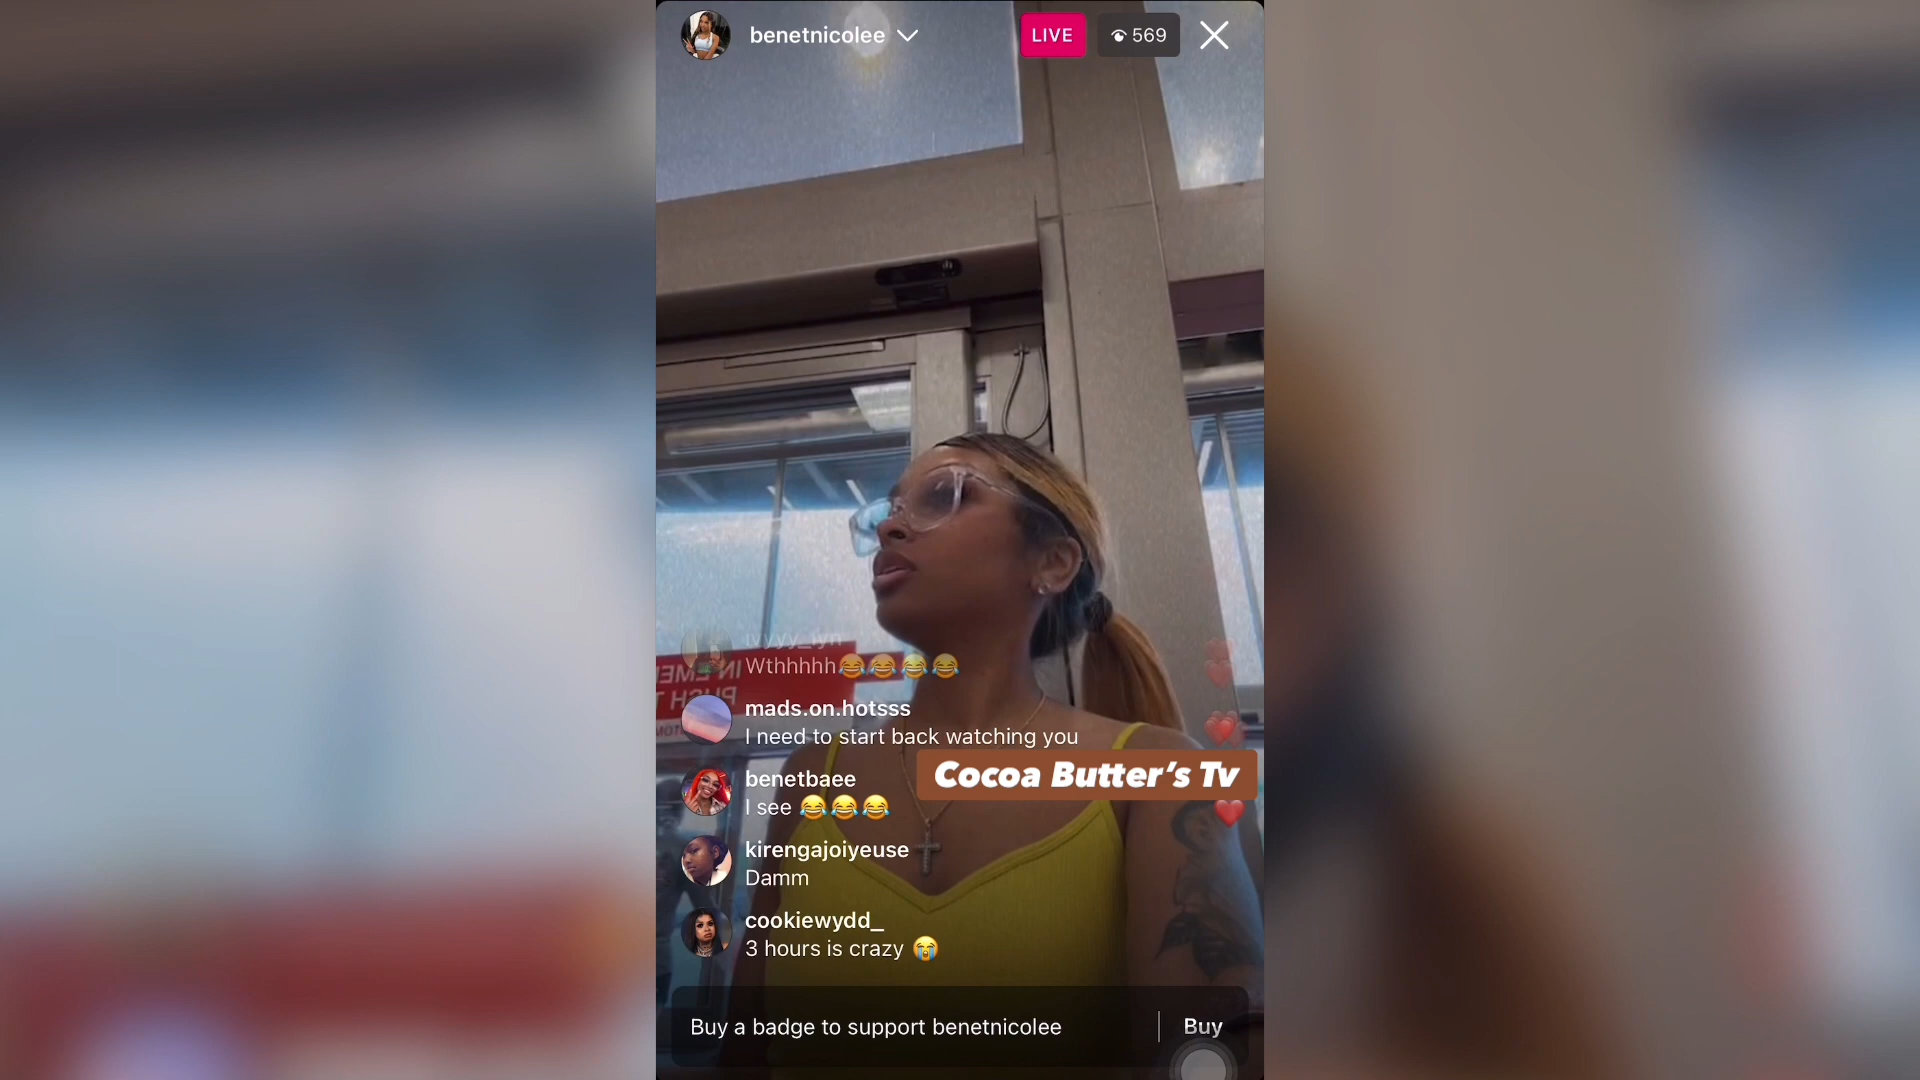 benetnicolee
LIVE
569
Wthhhhh😂😂😂😂
mads.on.hotsss
I need to start back watching you
Cocoa Butter's Tv
benetbaee
I see 😂😂😂
kirengajoiyeuse
Damm
cookiewydd_
3 hours is crazy 😭
Buy a badge to support benetnicolee
Buy